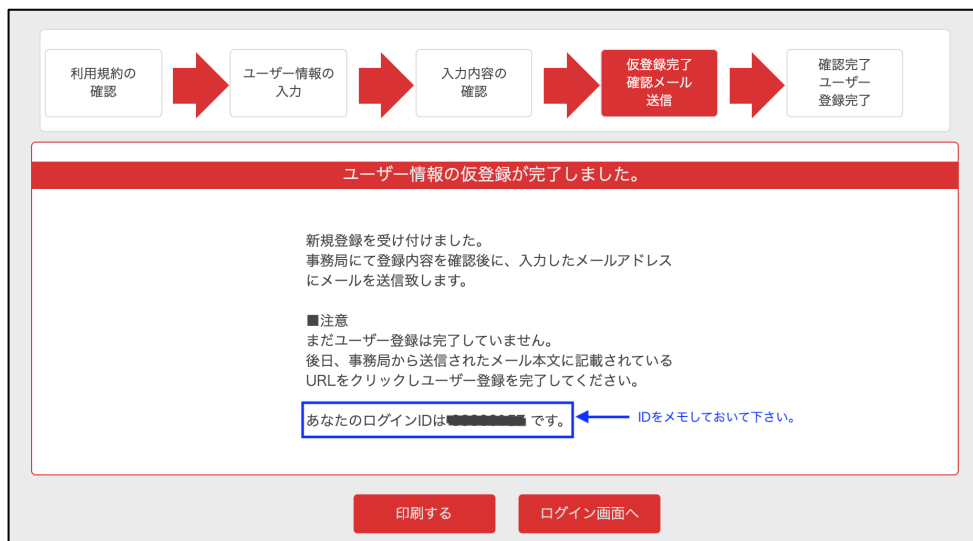 利用規約の
確認
ユーザー情報の
入力
入力内容の
確認
仮登録完了
確認メール
送信
確認完了
ユーザー
登録完了
ユーザー情報の仮登録が完了しました。
新規登録を受け付けました。
事務局にて登録内容を確認後に、入力したメールアドレス
にメールを送信致します。
■注意
まだユーザー登録は完了していません。
後日、事務局から送信されたメール本文に記載されている
URLをクリックしユーザー登録を完了してください。
あなたのログインIDは です。
IDをメモしておいて下さい。
印刷する
ログイン画面へ